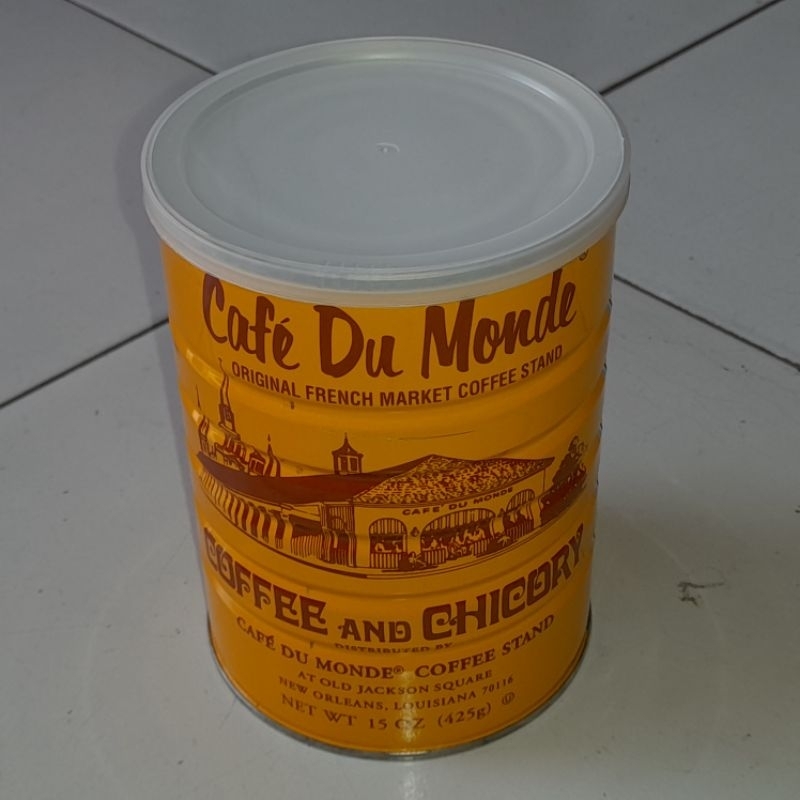 Café Du Monde®
ORIGINAL FRENCH MARKET COFFEE STAND
CAFE DU MONDE
COFFEE AND CHICORY
DISTRIBUTED BY
CAFÉ DU MONDE® COFFEE STAND
AT OLD JACKSON SQUARE
NEW ORLEANS, LOUISIANA 70116
NET WT 15 OZ (425g) Ⓤ